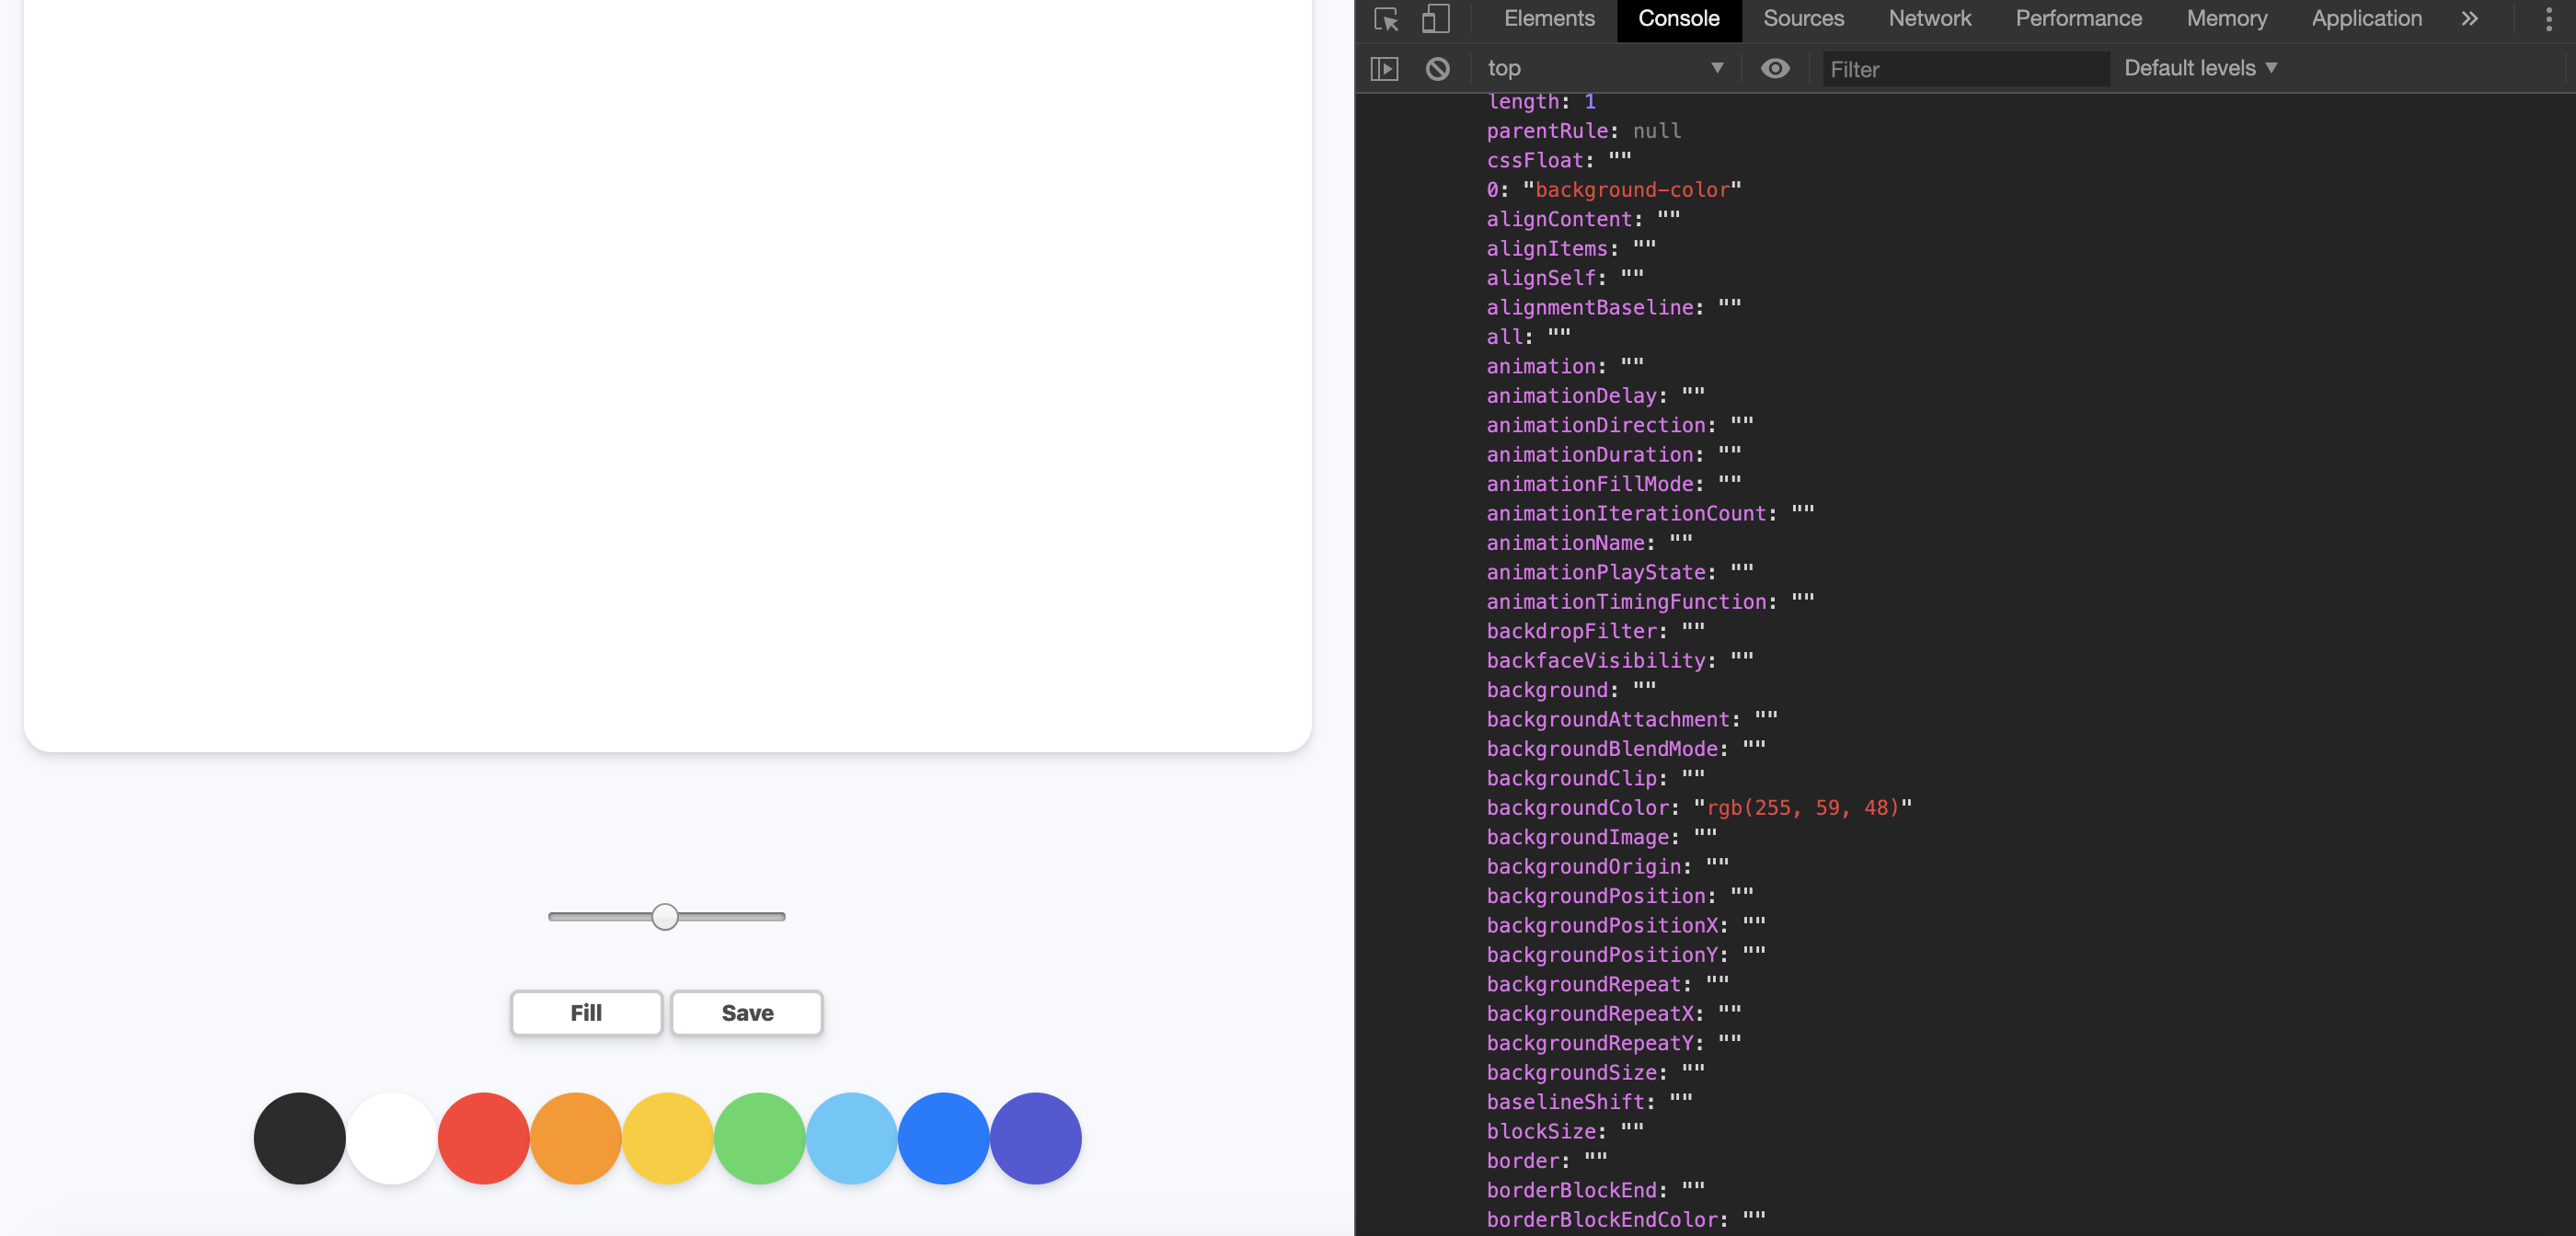 Fill
Save
Elements Console Sources Network Performance Memory Application »
top ▼ Filter Default levels ▼
length: 1
parentRule: null
cssFloat: ""
0: "background-color"
alignContent: ""
alignItems: ""
alignSelf: ""
alignmentBaseline: ""
all: ""
animation: ""
animationDelay: ""
animationDirection: ""
animationDuration: ""
animationFillMode: ""
animationIterationCount: ""
animationName: ""
animationPlayState: ""
animationTimingFunction: ""
backdropFilter: ""
backfaceVisibility: ""
background: ""
backgroundAttachment: ""
backgroundBlendMode: ""
backgroundClip: ""
backgroundColor: "rgb(255, 59, 48)"
backgroundImage: ""
backgroundOrigin: ""
backgroundPosition: ""
backgroundPositionX: ""
backgroundPositionY: ""
backgroundRepeat: ""
backgroundRepeatX: ""
backgroundRepeatY: ""
backgroundSize: ""
baselineShift: ""
blockSize: ""
border: ""
borderBlockEnd: ""
borderBlockEndColor: ""